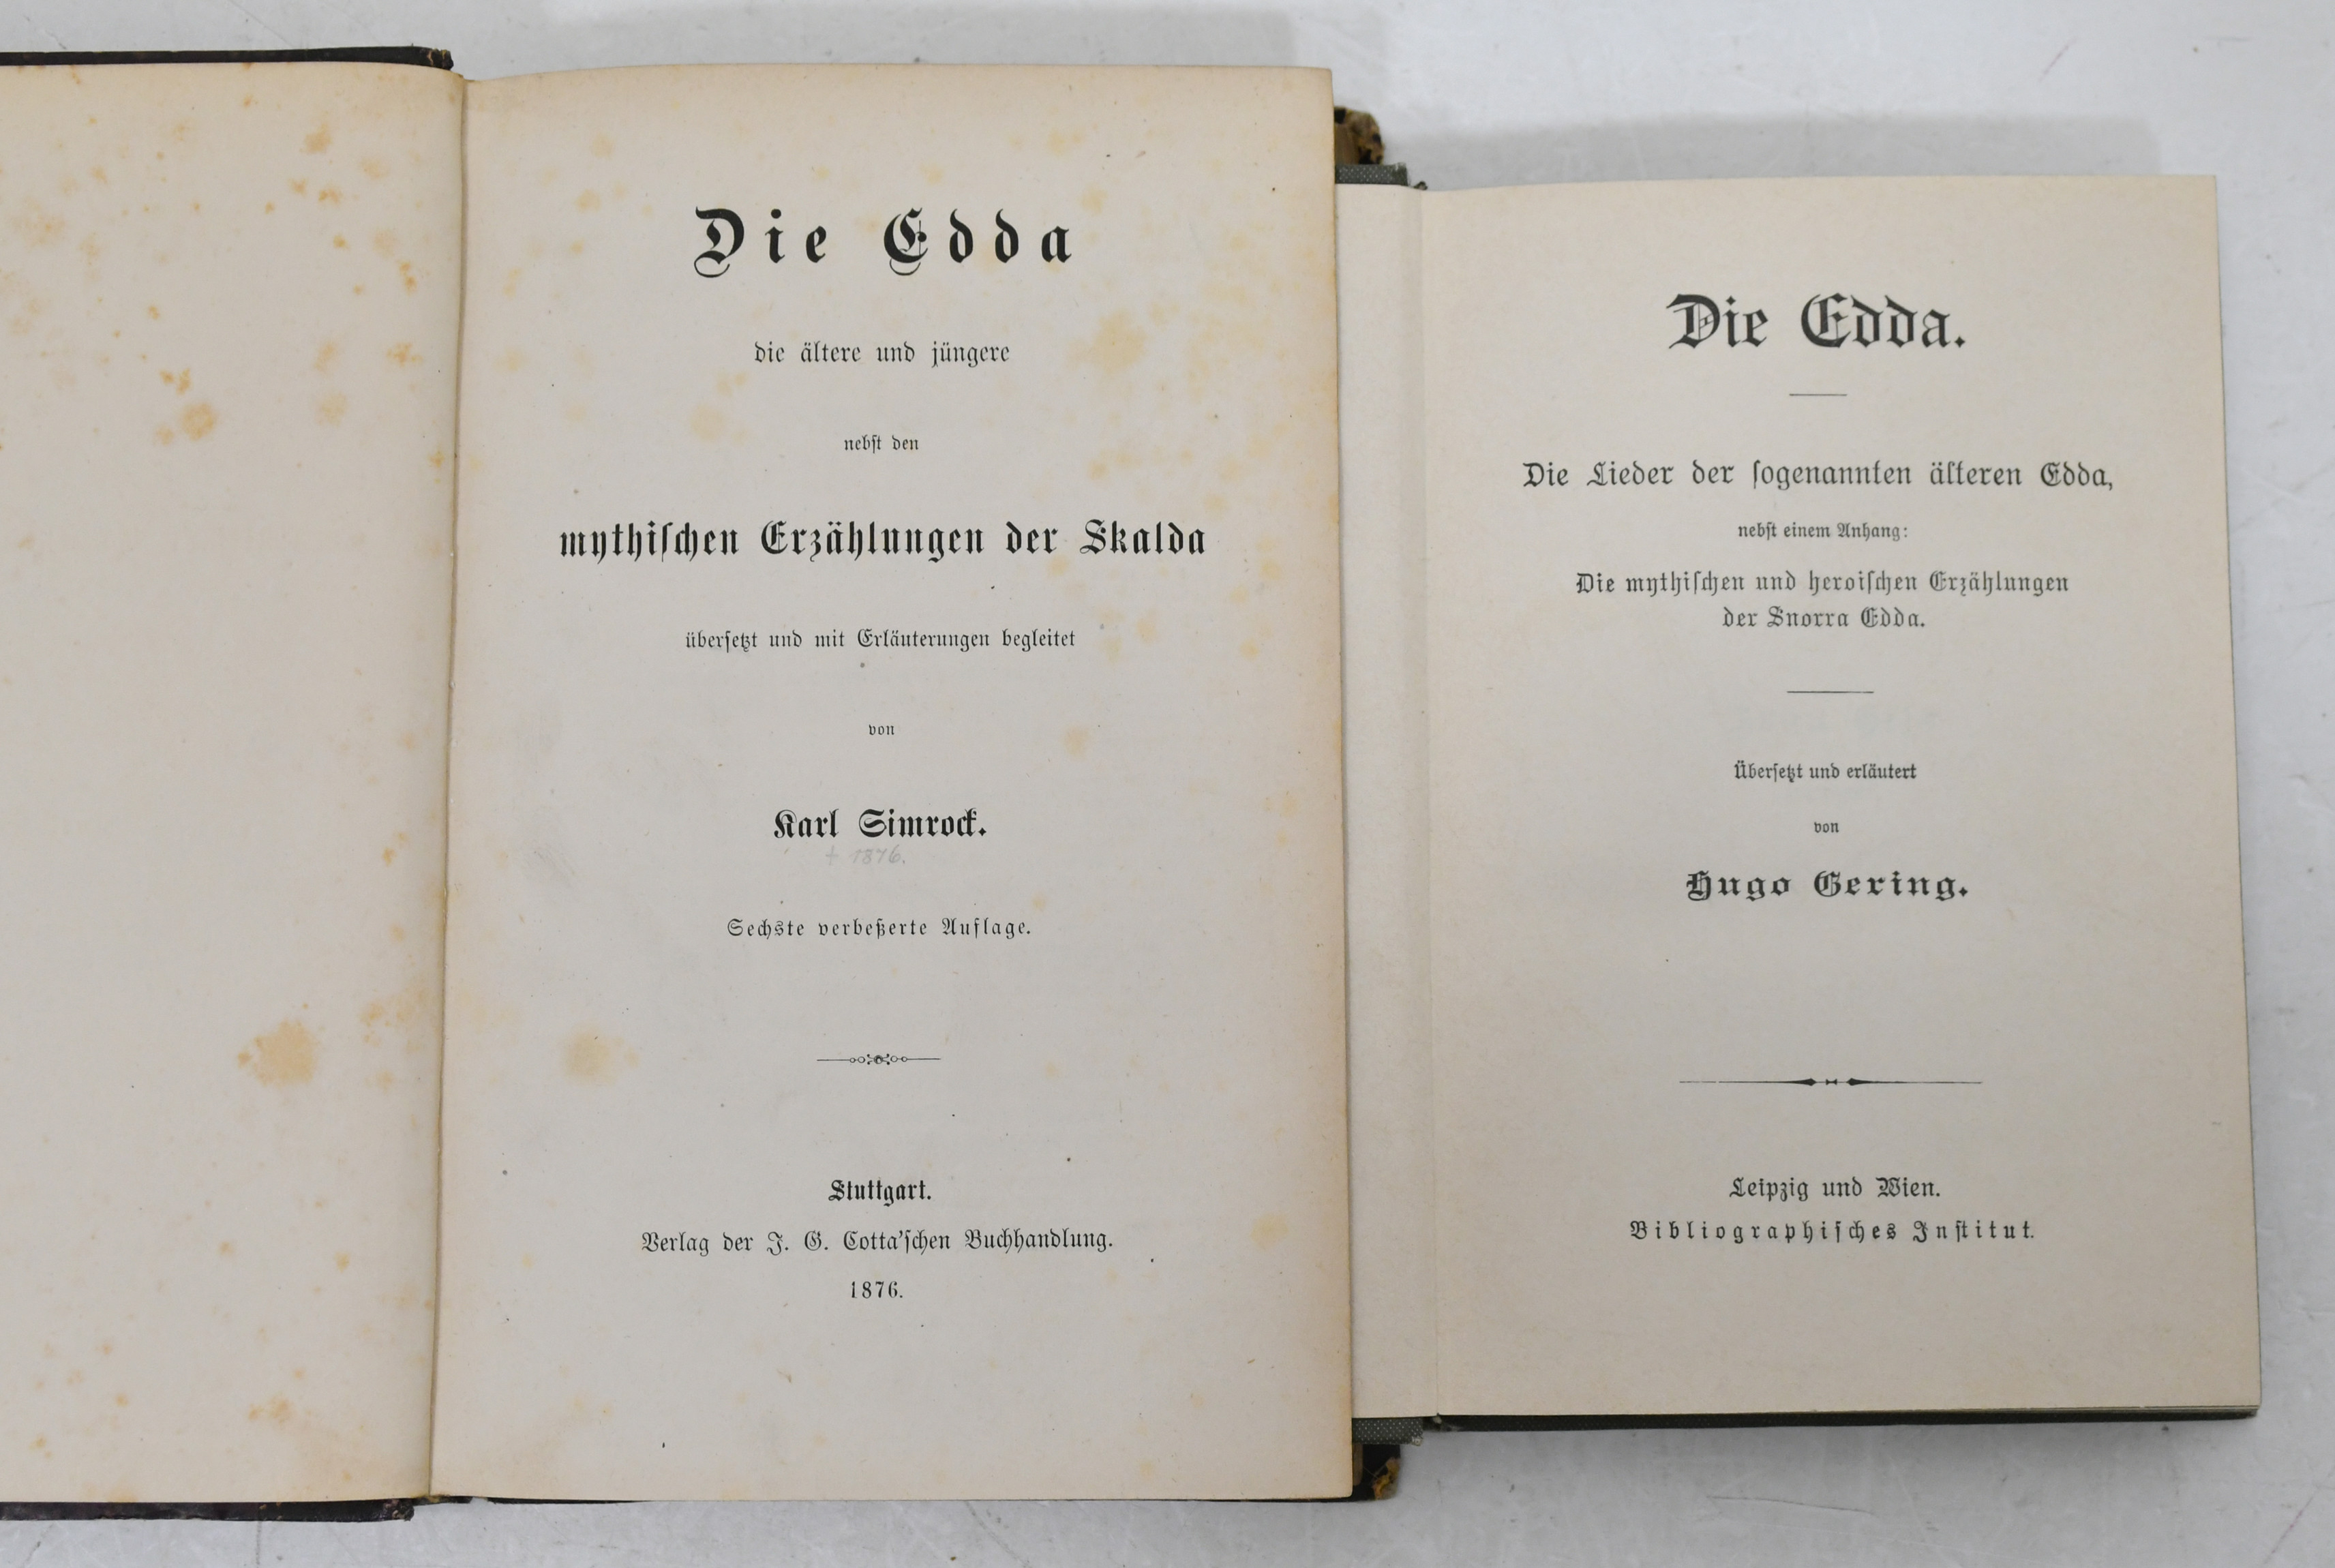 Die Edda
die ältere und jüngere
nebſt den
mythiſchen Erzählungen der Skalda
überſetzt und mit Erläuterungen begleitet
von
Karl Simrock.
† 1876.
Sechste verbeßerte Auflage.
Stuttgart.
Verlag der J. G. Cotta'ſchen Buchhandlung.
1876.
Die Edda.
Die Lieder der ſogenannten älteren Edda,
nebſt einem Anhang:
Die mythiſchen und heroiſchen Erzählungen
der Snorra Edda.
Überſetzt und erläutert
von
Hugo Gering.
Leipzig und Wien.
Bibliographiſches Inſtitut.